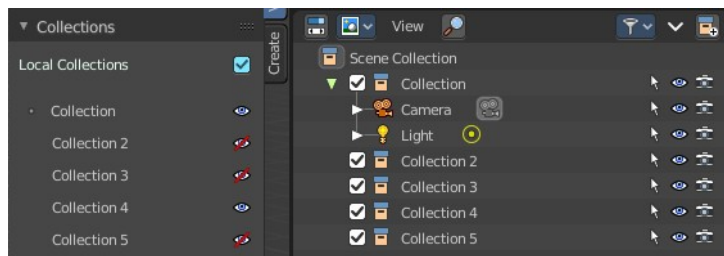 Collections
Local Collections
Collection
Collection 2
Collection 3
Collection 4
Collection 5
Create
View
Scene Collection
Collection
Camera
Light
Collection 2
Collection 3
Collection 4
Collection 5